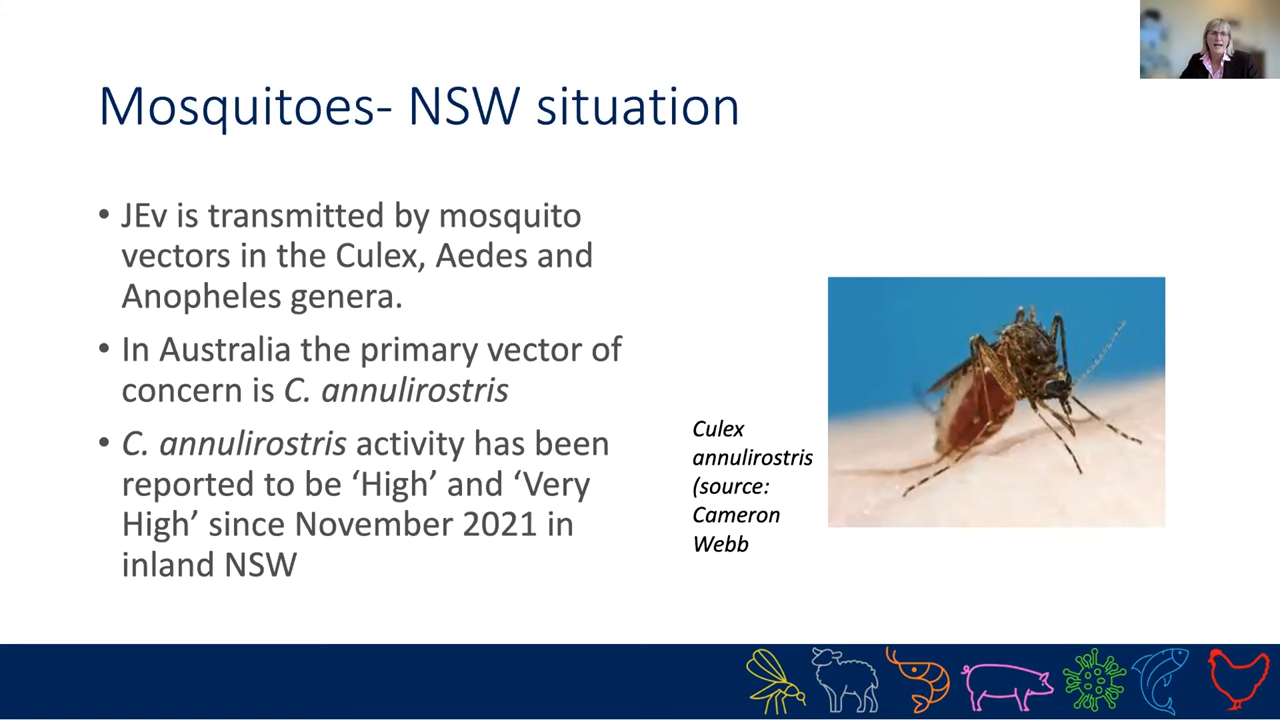 Mosquitoes- NSW situation
• JEv is transmitted by mosquito
vectors in the Culex, Aedes and
Anopheles genera.
• In Australia the primary vector of
concern is C. annulirostris
• C. annulirostris activity has been
reported to be ‘High’ and ‘Very
High’ since November 2021 in
inland NSW
Culex
annulirostris
(source:
Cameron
Webb